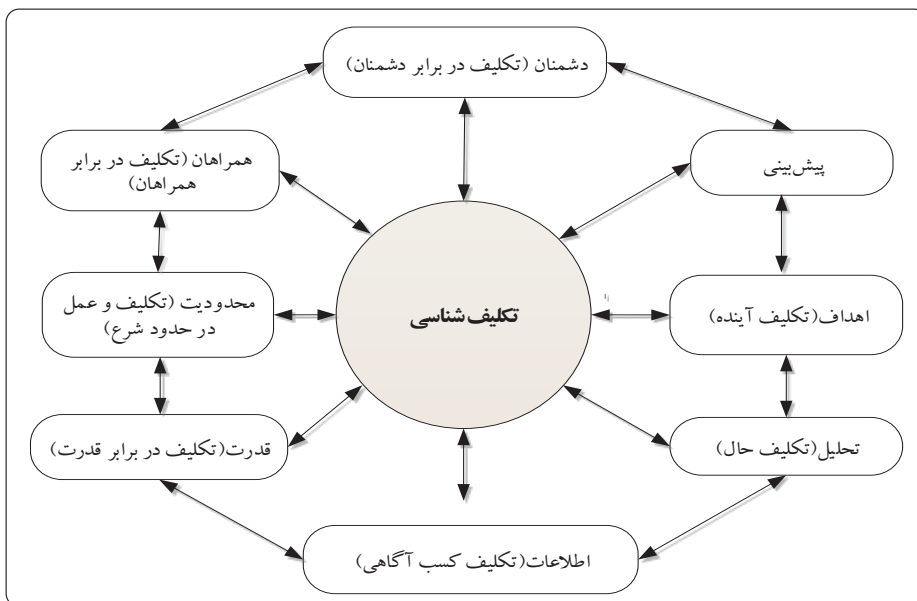 دشمنان (تکلیف در برابر دشمنان)
پیش‌بینی
همراهان (تکلیف در برابر
همراهان)
اهداف(تکلیف آینده)
تکلیف شناسی
محدودیت (تکلیف و عمل
در حدود شرع)
تحلیل(تکلیف حال)
قدرت(تکلیف در برابر قدرت)
اطلاعات(تکلیف کسب آگاهی)